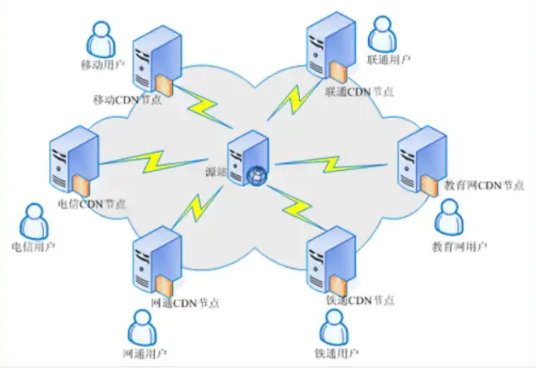 移动用户
联通用户
移动CDN节点
联通CDN节点
源站
电信CDN节点
教育网CDN节点
电信用户
教育网用户
网通CDN节点
铁通CDN节点
网通用户
铁通用户